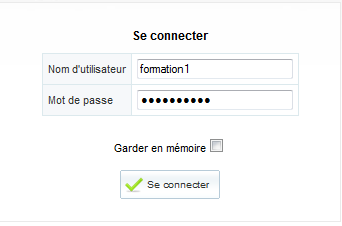 Se connecter
Nom d'utilisateur formation1
Mot de passe ●●●●●●●●●●
Garder en mémoire
Se connecter